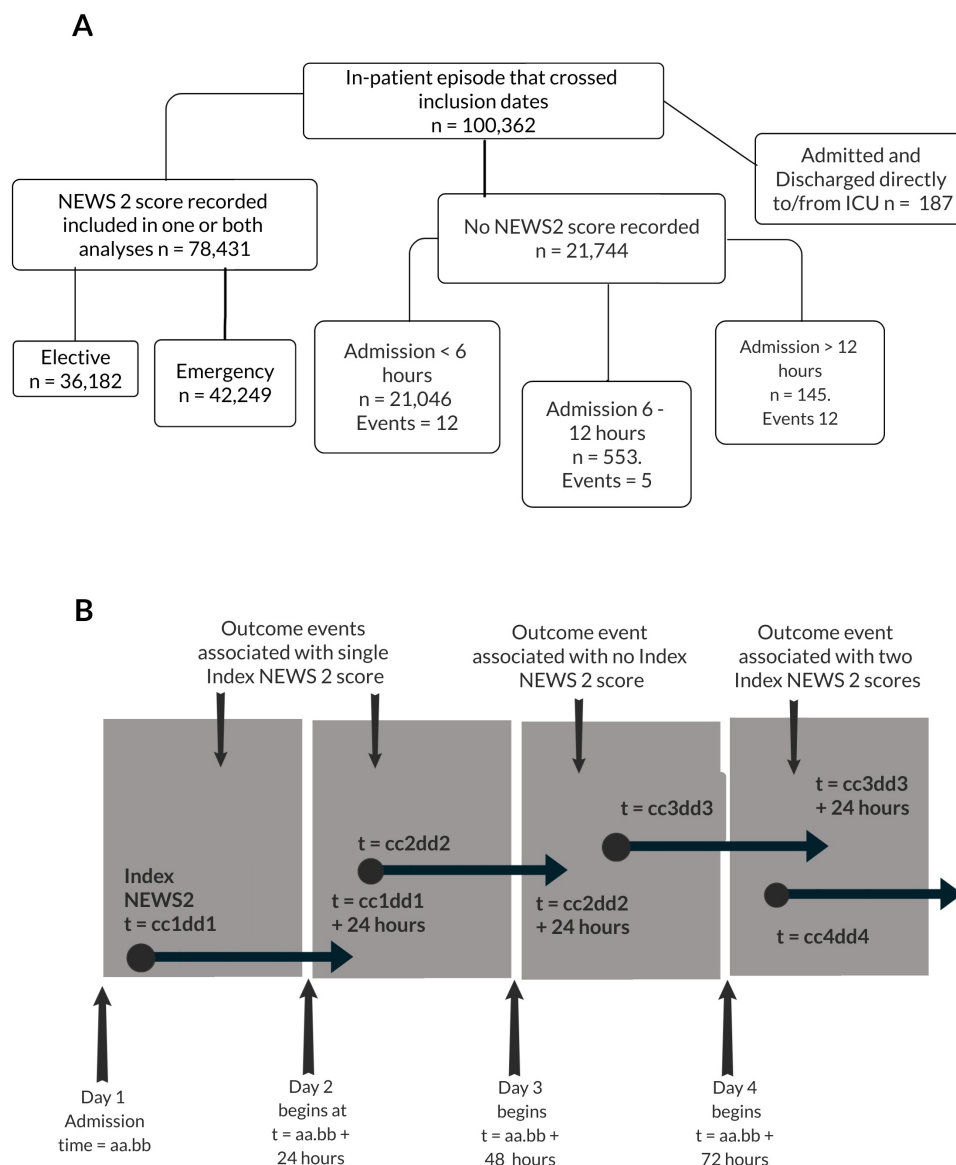 A
In-patient episode that crossed
inclusion dates
n = 100,362
Admitted and
Discharged directly
to/from ICU n = 187
NEWS 2 score recorded
included in one or both
analyses n = 78,431
No NEWS2 score recorded
n = 21,744
Elective
n = 36,182
Emergency
n = 42,249
Admission < 6
hours
n = 21,046
Events = 12
Admission 6 -
12 hours
n = 553.
Events = 5
Admission > 12
hours
n = 145.
Events 12
B
Outcome events
associated with single
Index NEWS 2 score
Outcome event
associated with no Index
NEWS 2 score
Outcome event
associated with two
Index NEWS 2 scores
Index
NEWS2
t = cc1dd1
t = cc2dd2
t = cc1dd1
+ 24 hours
t = cc3dd3
t = cc2dd2
+ 24 hours
t = cc3dd3
+ 24 hours
t = cc4dd4
Day 1
Admission
time = aa.bb
Day 2
begins at
t = aa.bb +
24 hours
Day 3
begins
t = aa.bb +
48 hours
Day 4
begins
t = aa.bb +
72 hours